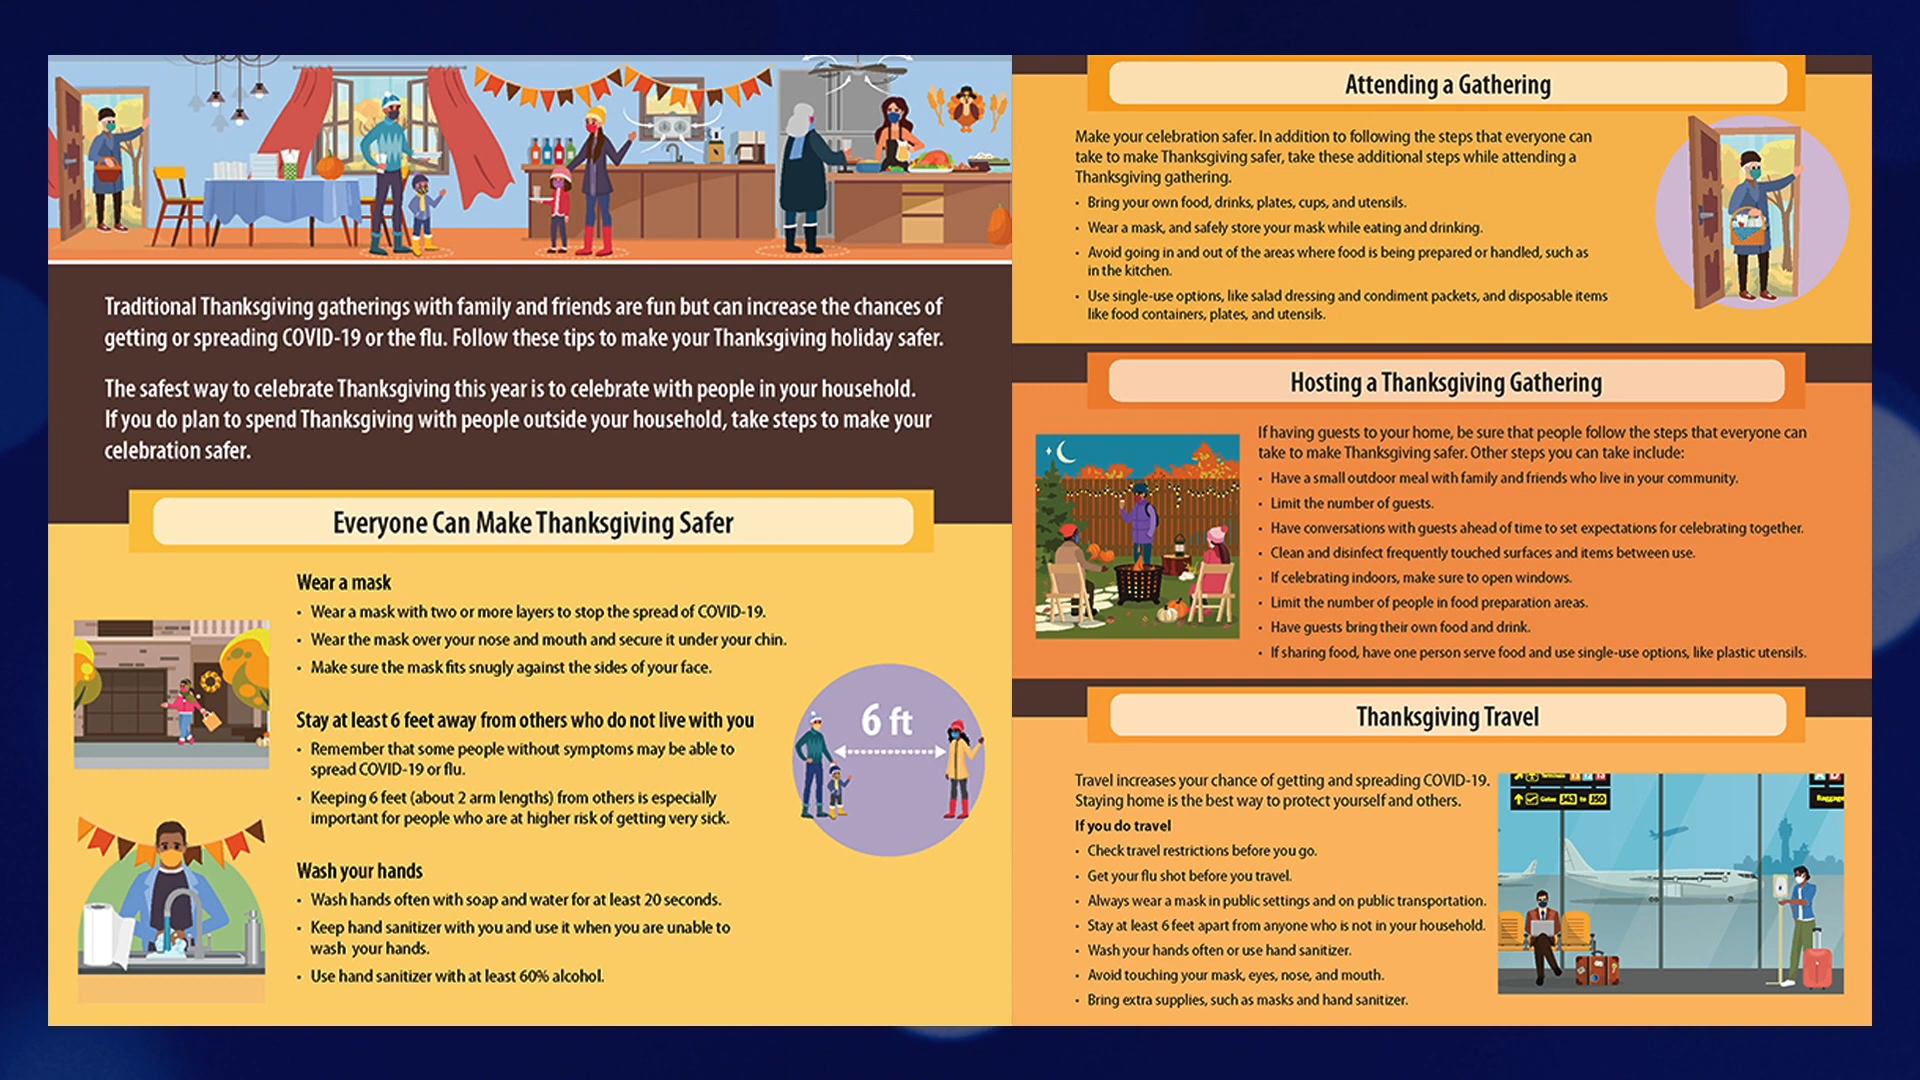 Traditional Thanksgiving gatherings with family and friends are fun but can increase the chances of
getting or spreading COVID-19 or the flu. Follow these tips to make your Thanksgiving holiday safer.
The safest way to celebrate Thanksgiving this year is to celebrate with people in your household.
If you do plan to spend Thanksgiving with people outside your household, take steps to make your
celebration safer.
Everyone Can Make Thanksgiving Safer
Wear a mask
• Wear a mask with two or more layers to stop the spread of COVID-19.
• Wear the mask over your nose and mouth and secure it under your chin.
• Make sure the mask fits snugly against the sides of your face.
Stay at least 6 feet away from others who do not live with you
• Remember that some people without symptoms may be able to
spread COVID-19 or flu.
• Keeping 6 feet (about 2 arm lengths) from others is especially
important for people who are at higher risk of getting very sick.
6 ft
Wash your hands
• Wash hands often with soap and water for at least 20 seconds.
• Keep hand sanitizer with you and use it when you are unable to
wash your hands.
• Use hand sanitizer with at least 60% alcohol.
Attending a Gathering
Make your celebration safer. In addition to following the steps that everyone can
take to make Thanksgiving safer, take these additional steps while attending a
Thanksgiving gathering.
• Bring your own food, drinks, plates, cups, and utensils.
• Wear a mask, and safely store your mask while eating and drinking.
• Avoid going in and out of the areas where food is being prepared or handled, such as
in the kitchen.
• Use single-use options, like salad dressing and condiment packets, and disposable items
like food containers, plates, and utensils.
Hosting a Thanksgiving Gathering
If having guests to your home, be sure that people follow the steps that everyone can
take to make Thanksgiving safer. Other steps you can take include:
• Have a small outdoor meal with family and friends who live in your community.
• Limit the number of guests.
• Have conversations with guests ahead of time to set expectations for celebrating together.
• Clean and disinfect frequently touched surfaces and items between use.
• If celebrating indoors, make sure to open windows.
• Limit the number of people in food preparation areas.
• Have guests bring their own food and drink.
• If sharing food, have one person serve food and use single-use options, like plastic utensils.
Thanksgiving Travel
Travel increases your chance of getting and spreading COVID-19.
Staying home is the best way to protect yourself and others.
If you do travel
• Check travel restrictions before you go.
• Get your flu shot before you travel.
• Always wear a mask in public settings and on public transportation.
• Stay at least 6 feet apart from anyone who is not in your household.
• Wash your hands often or use hand sanitizer.
• Avoid touching your mask, eyes, nose, and mouth.
• Bring extra supplies, such as masks and hand sanitizer.
Gates J43 to J50
Baggage